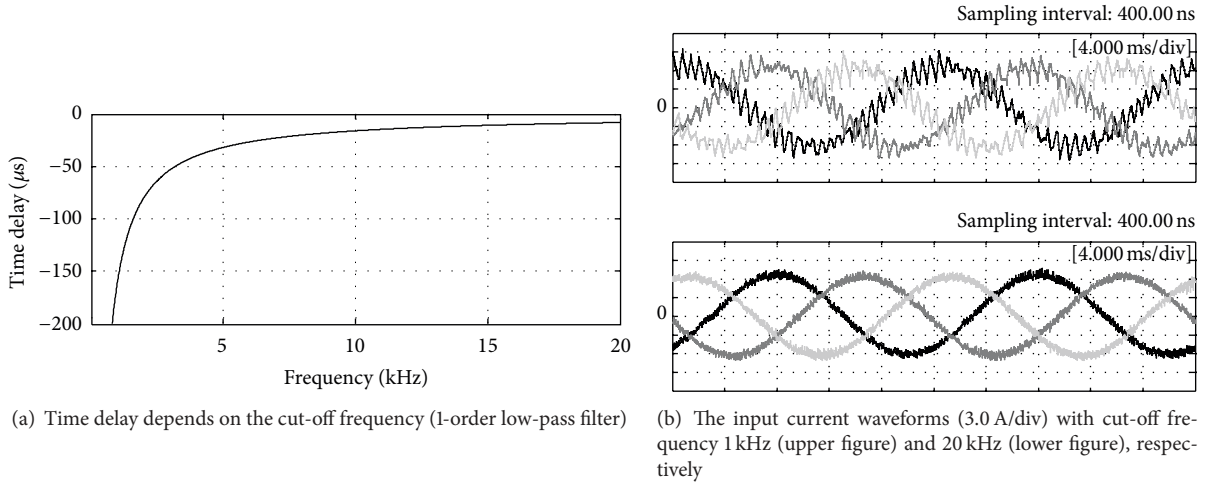 0
−50
−100
−150
−200
Time delay (μs)
5
10
15
20
Frequency (kHz)
(a) Time delay depends on the cut-off frequency (1-order low-pass filter)
Sampling interval: 400.00 ns
[4.000 ms/div]
0
Sampling interval: 400.00 ns
[4.000 ms/div]
0
(b) The input current waveforms (3.0 A/div) with cut-off fre-
quency 1 kHz (upper figure) and 20 kHz (lower figure), respec-
tively